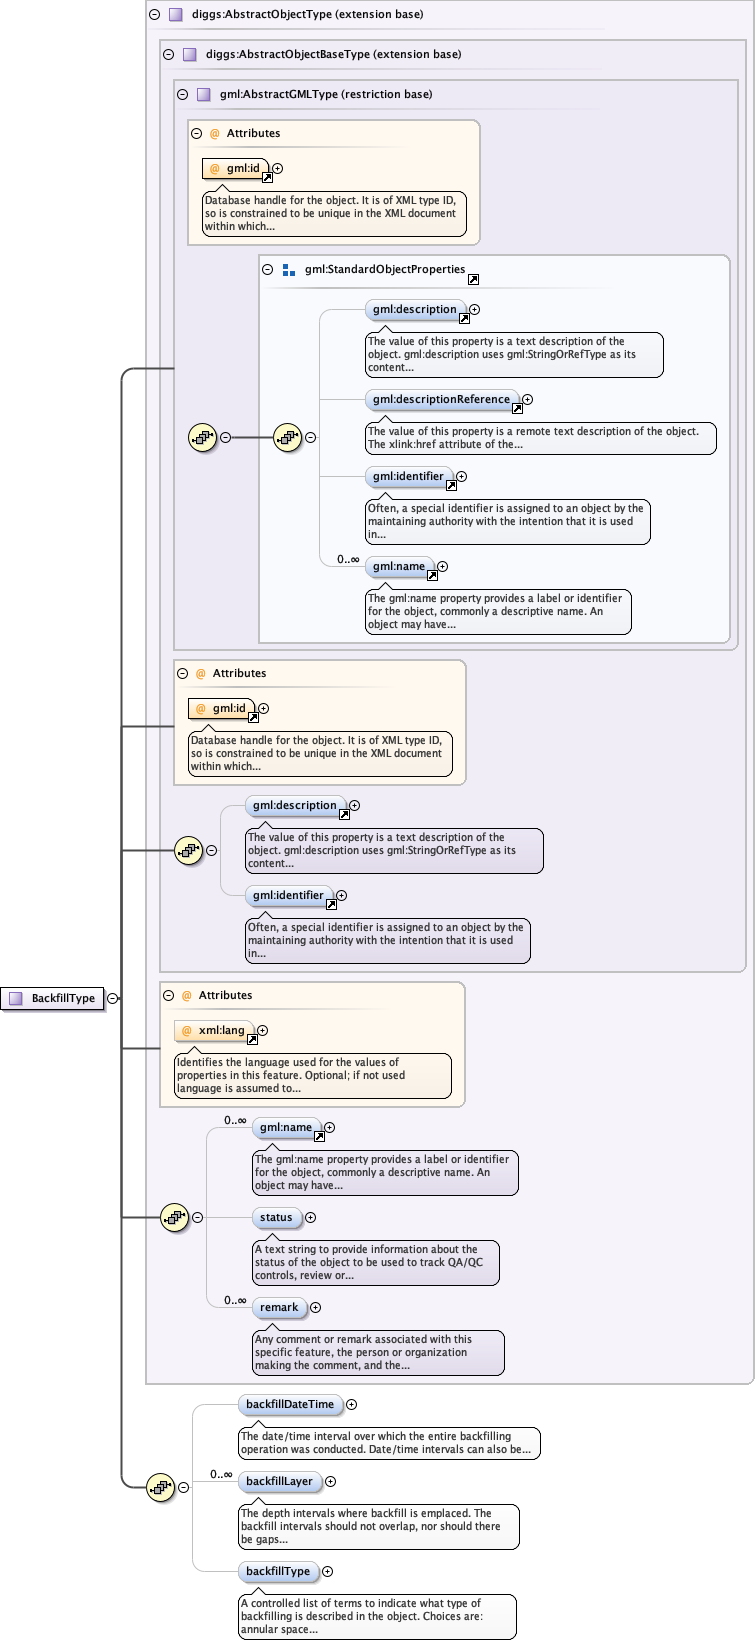 diggs:AbstractObjectType (extension base)
diggs:AbstractObjectBaseType (extension base)
gml:AbstractGMLType (restriction base)
@ Attributes
@ gml:id
Database handle for the object. It is of XML type ID,
so is constrained to be unique in the XML document
within which...
gml:StandardObjectProperties
gml:description
The value of this property is a text description of the
object. gml:description uses gml:StringOrRefType as its
content...
gml:descriptionReference
The value of this property is a remote text description of the object.
The xlink:href attribute of the...
gml:identifier
Often, a special identifier is assigned to an object by the
maintaining authority with the intention that it is used
in...
0..∞
gml:name
The gml:name property provides a label or identifier
for the object, commonly a descriptive name. An
object may have...
@ Attributes
@ gml:id
Database handle for the object. It is of XML type ID,
so is constrained to be unique in the XML document
within which...
gml:description
The value of this property is a text description of the
object. gml:description uses gml:StringOrRefType as its
content...
gml:identifier
Often, a special identifier is assigned to an object by the
maintaining authority with the intention that it is used
in...
BackfillType
@ Attributes
@ xml:lang
Identifies the language used for the values of
properties in this feature. Optional; if not used
language is assumed to...
0..∞
gml:name
The gml:name property provides a label or identifier
for the object, commonly a descriptive name. An
object may have...
status
A text string to provide information about the
status of the object to be used to track QA/QC
controls, review or...
0..∞
remark
Any comment or remark associated with this
specific feature, the person or organization
making the comment, and the...
backfillDateTime
The date/time interval over which the entire backfilling
operation was conducted. Date/time intervals can also be...
0..∞
backfillLayer
The depth intervals where backfill is emplaced. The
backfill intervals should not overlap, nor should there
be gaps...
backfillType
A controlled list of terms to indicate what type of
backfilling is described in the object. Choices are:
annular space...